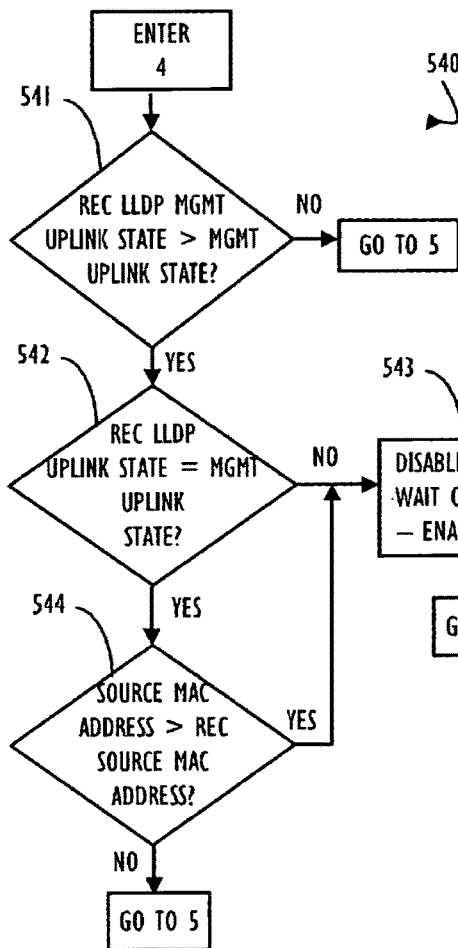 ENTER
4
540
541
REC LLDP MGMT
UPLINK STATE > MGMT
UPLINK STATE?
NO
GO TO 5
YES
542
543
REC LLDP
UPLINK STATE = MGMT
UPLINK
STATE?
NO
WAIT
YES
544
SOURCE MAC
ADDRESS > REC
SOURCE MAC
ADDRESS?
YES
NO
GO TO 5